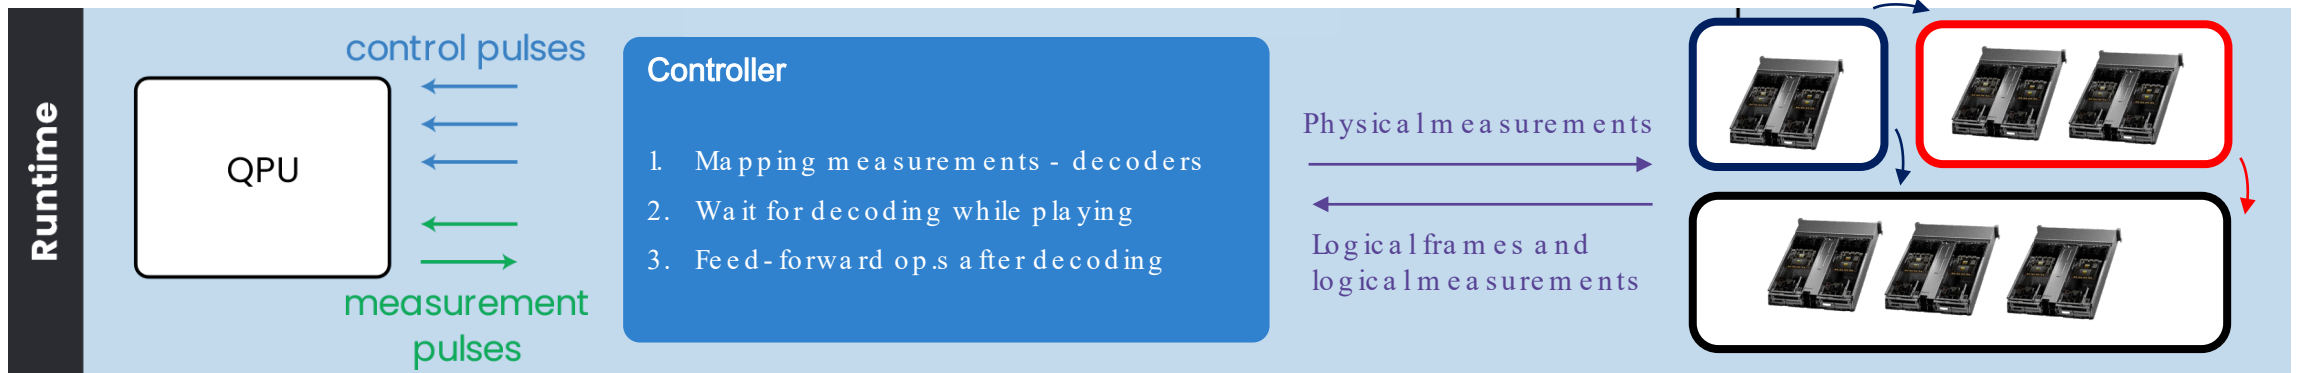 Runtime
QPU
control pulses
measurement
pulses
Controller
1. Mapping measurements - decoders
2. Wait for decoding while playing
3. Feed-forward op.s after decoding
Physical measurements
Logical frames and
logical measurements